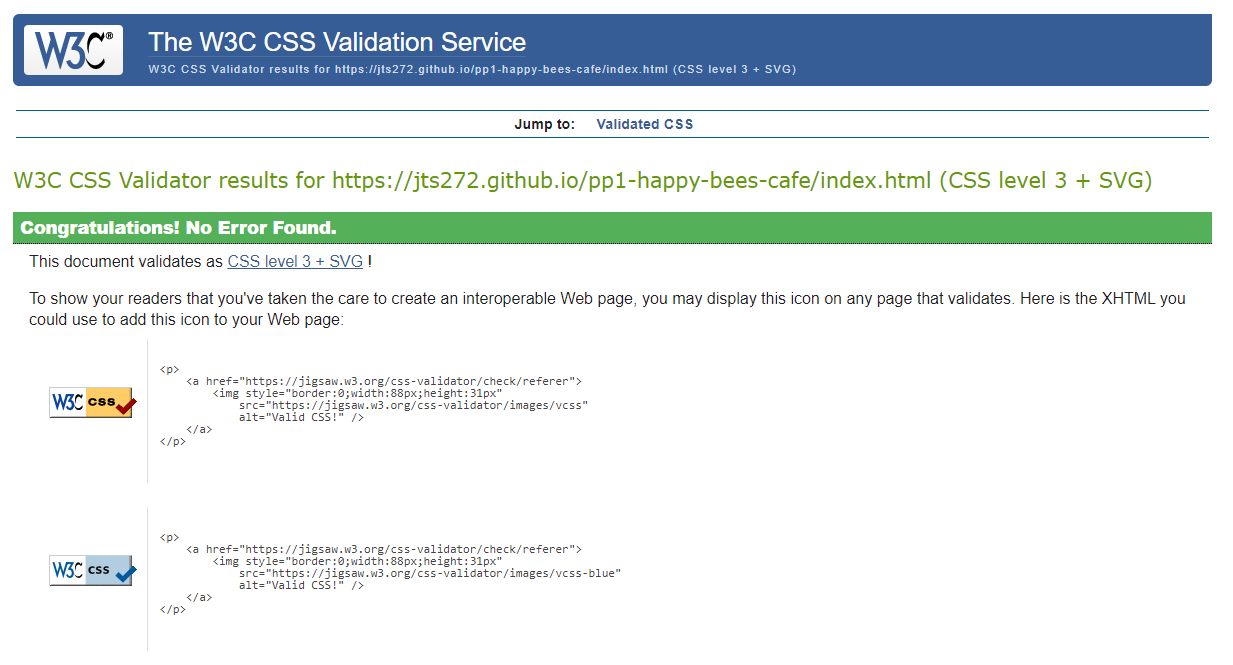 W3C®
The W3C CSS Validation Service
W3C CSS Validator results for https://jts272.github.io/pp1-happy-bees-cafe/index.html (CSS level 3 + SVG)
Jump to: Validated CSS
W3C CSS Validator results for https://jts272.github.io/pp1-happy-bees-cafe/index.html (CSS level 3 + SVG)
Congratulations! No Error Found.
This document validates as CSS level 3 + SVG !
To show your readers that you've taken the care to create an interoperable Web page, you may display this icon on any page that validates. Here is the XHTML you
could use to add this icon to your Web page:
W3C css
<p>
    <a href="https://jigsaw.w3.org/css-validator/check/referer">
        <img style="border:0;width:88px;height:31px"
            src="https://jigsaw.w3.org/css-validator/images/vcss"
            alt="Valid CSS!" />
    </a>
</p>
W3C css
<p>
    <a href="https://jigsaw.w3.org/css-validator/check/referer">
        <img style="border:0;width:88px;height:31px"
            src="https://jigsaw.w3.org/css-validator/images/vcss-blue"
            alt="Valid CSS!" />
    </a>
</p>